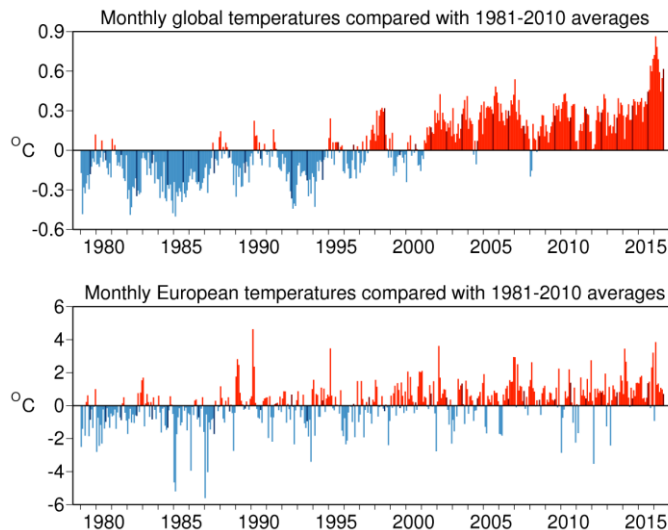 Monthly global temperatures compared with 1981-2010 averages
0.9
0.6
0.3
°C
0
-0.3
-0.6
1980 1985 1990 1995 2000 2005 2010 2015
Monthly European temperatures compared with 1981-2010 averages
6
4
2
°C
0
-2
-4
-6
1980 1985 1990 1995 2000 2005 2010 2015